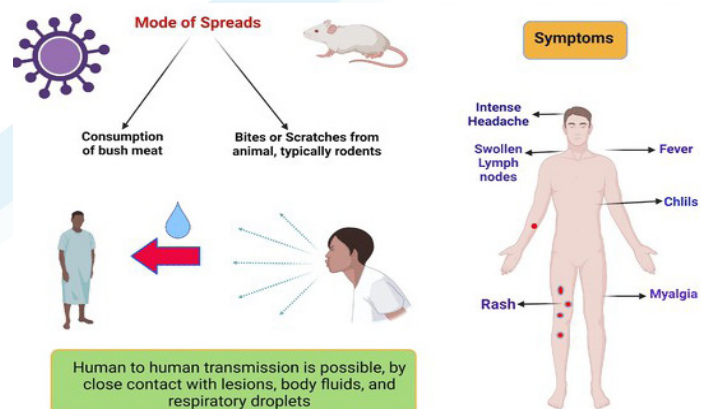 Mode of Spreads
Consumption
of bush meat
Bites or Scratches from
animal, typically rodents
Human to human transmission is possible, by
close contact with lesions, body fluids, and
respiratory droplets
Symptoms
Intense
Headache
Swollen
Lymph
nodes
Fever
Chlils
Rash
Myalgia